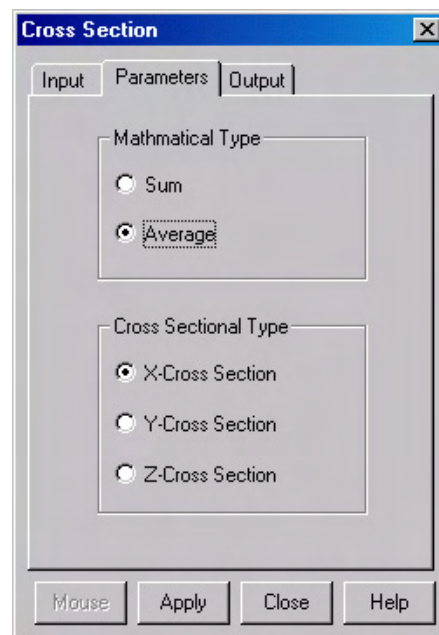 Cross Section
Input Parameters Output
Mathmatical Type
Sum
Average
Cross Sectional Type
X-Cross Section
Y-Cross Section
Z-Cross Section
Mouse Apply Close Help